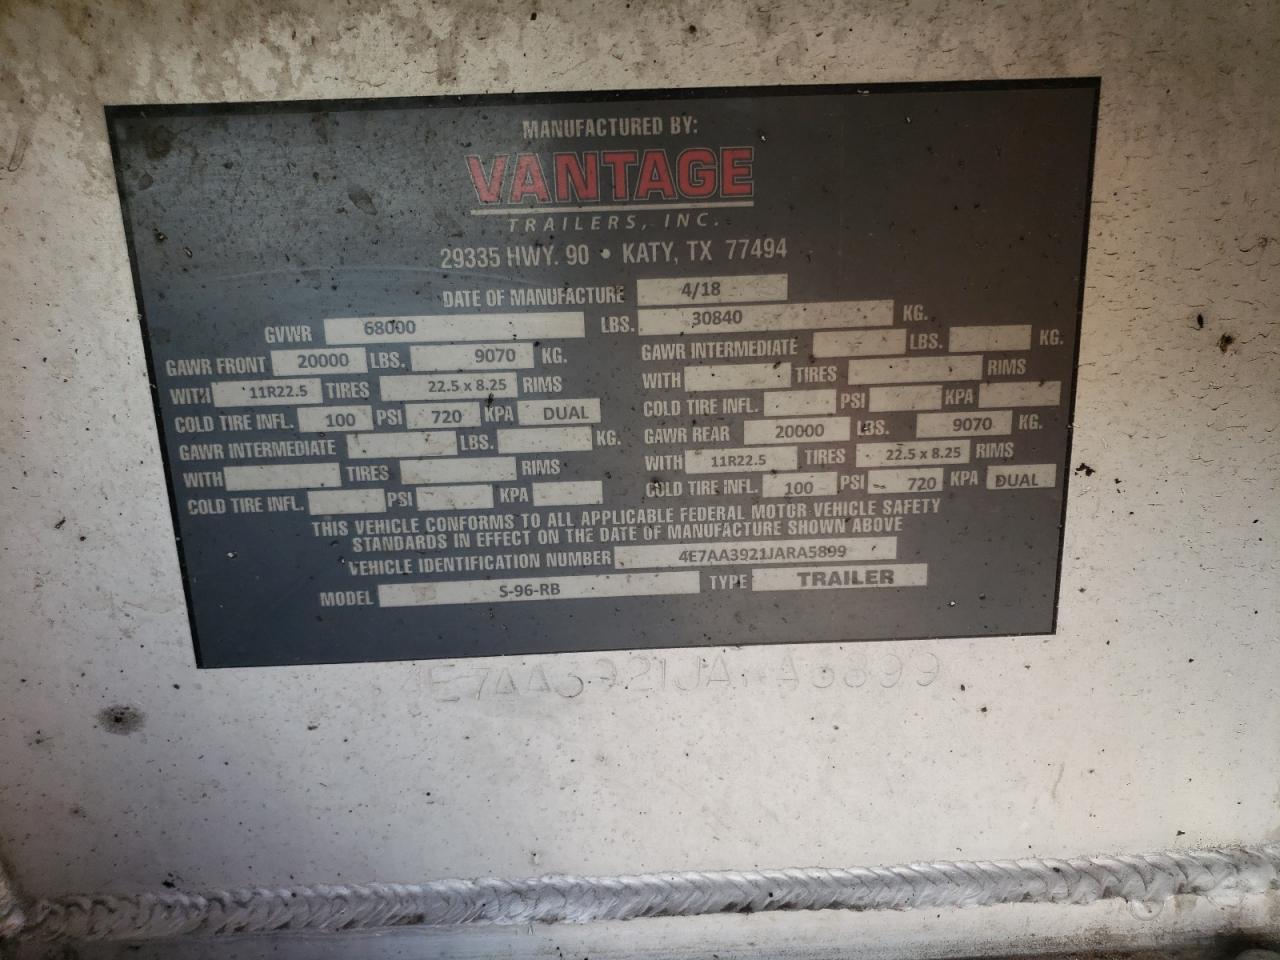 MANUFACTURED BY:
VANTAGE
TRAILERS, INC.
29335 HWY. 90 • KATY, TX 77494
DATE OF MANUFACTURE 4/18
GVWR 68000 LBS. 30840 KG.
GAWR FRONT 20000 LBS. 9070 KG.
WITH 11R22.5 TIRES 22.5 x 8.25 RIMS
COLD TIRE INFL. 100 PSI 720 KPA DUAL
GAWR INTERMEDIATE LBS. KG.
WITH TIRES RIMS
COLD TIRE INFL. PSI KPA
GAWR INTERMEDIATE LBS. KG.
WITH TIRES RIMS
COLD TIRE INFL. PSI KPA
GAWR REAR 20000 LBS. 9070 KG.
WITH 11R22.5 TIRES 22.5 x 8.25 RIMS
COLD TIRE INFL. 100 PSI 720 KPA DUAL
THIS VEHICLE CONFORMS TO ALL APPLICABLE FEDERAL MOTOR VEHICLE SAFETY
STANDARDS IN EFFECT ON THE DATE OF MANUFACTURE SHOWN ABOVE
VEHICLE IDENTIFICATION NUMBER 4E7AA3921JARA5899
MODEL S-96-RB TYPE TRAILER